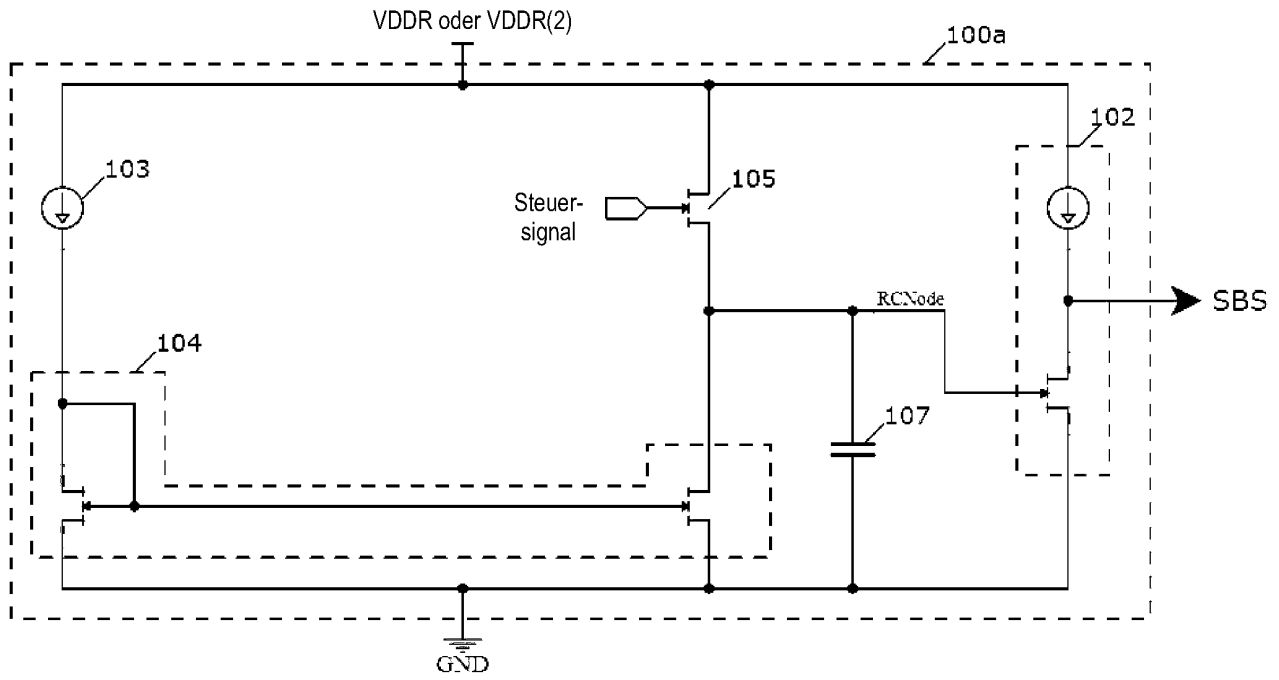 VDDR oder VDDR(2)
100a
102
103
105
Steuer-
signal
RCNode
SBS
104
107
GND